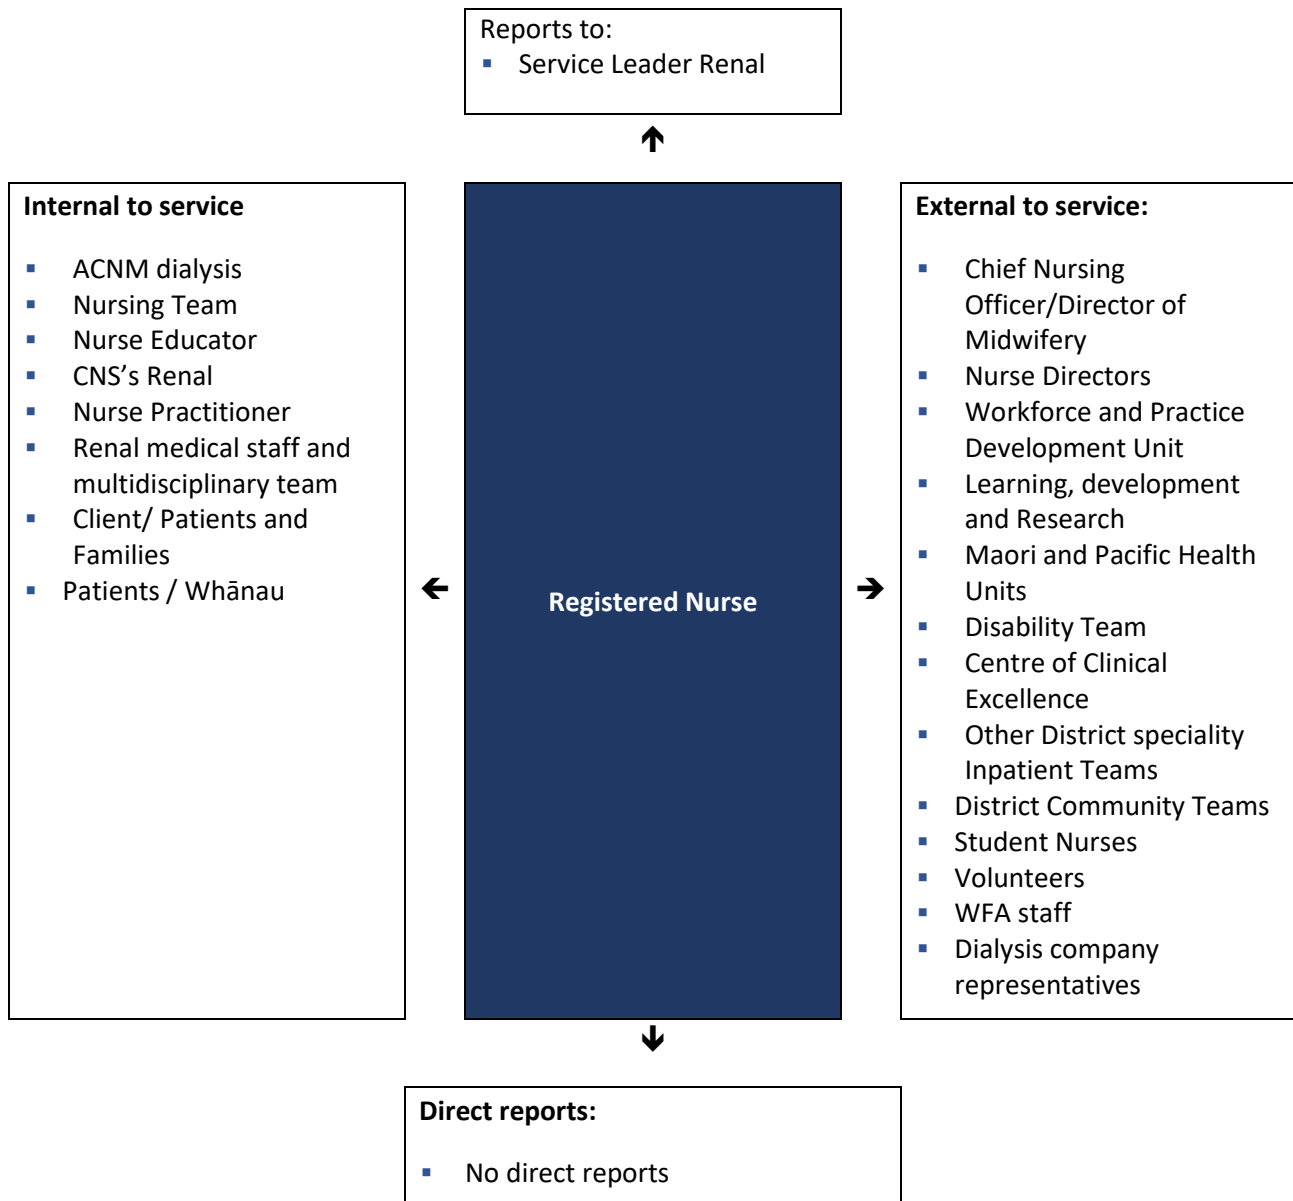 Reports to:
▪ Service Leader Renal
Internal to service
▪ ACNM dialysis
▪ Nursing Team
▪ Nurse Educator
▪ CNS’s Renal
▪ Nurse Practitioner
▪ Renal medical staff and
multidisciplinary team
▪ Client/ Patients and
Families
▪ Patients / Whānau
Registered Nurse
External to service:
▪ Chief Nursing
Officer/Director of
Midwifery
▪ Nurse Directors
▪ Workforce and Practice
Development Unit
▪ Learning, development
and Research
▪ Maori and Pacific Health
Units
▪ Disability Team
▪ Centre of Clinical
Excellence
▪ Other District speciality
Inpatient Teams
▪ District Community Teams
▪ Student Nurses
▪ Volunteers
▪ WFA staff
▪ Dialysis company
representatives
Direct reports:
▪ No direct reports